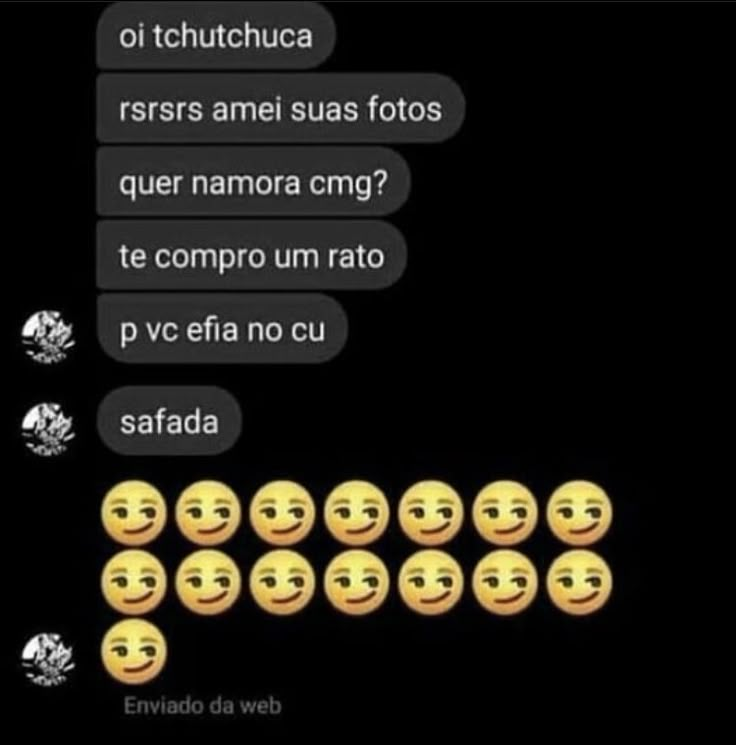 oi tchutchuca
rsrsrs amei suas fotos
quer namora cmg?
te compro um rato
p vc efia no cu
safada
😏😏😏😏😏😏😏
😏😏😏😏😏😏😏
😏
Enviado da web